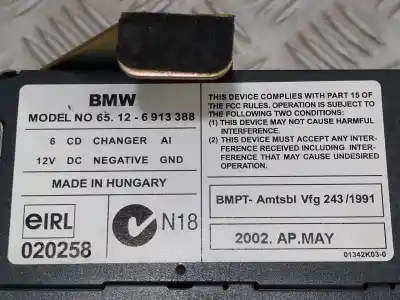 BMW
MODEL NO 65. 12 - 6 913 388
6 CD CHANGER AI
12V DC NEGATIVE GND
MADE IN HUNGARY
eIRL
020258
N18
THIS DEVICE COMPLIES WITH PART 15 OF
THE FCC RULES. OPERATION IS SUBJECT TO
THE FOLLOWING TWO CONDITIONS:
(1) THIS DEVICE MAY NOT CAUSE HARMFUL
INTERFERENCE, AND
(2) THIS DEVICE MUST ACCEPT ANY INTER-
FERENCE RECEIVED INCLUDING INTER-
FERENCE THAT MAY CAUSE UNDESIRED
OPERATION.
BMPT- Amtsbl Vfg 243 /1991
2002. AP.MAY
01342K03-0